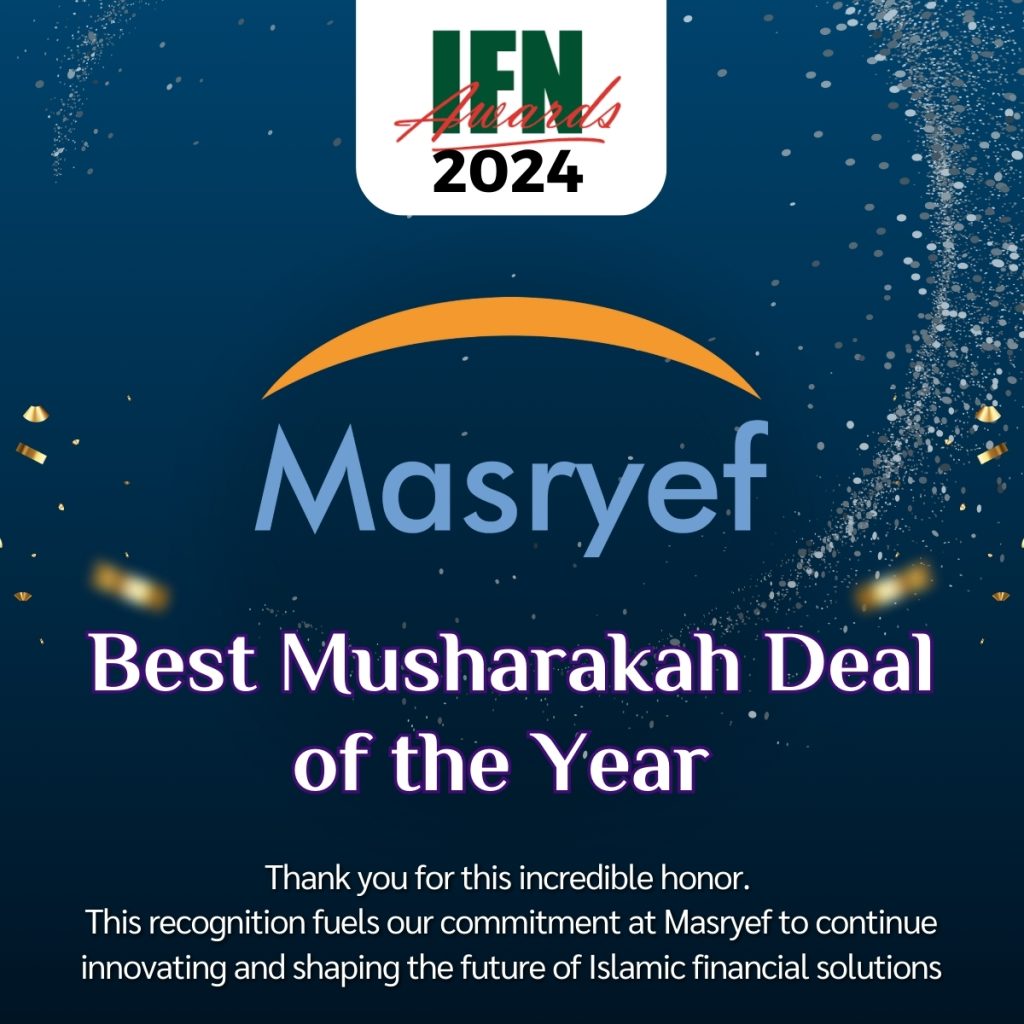 IFN
Awards
2024
Masryef
Best Musharakah Deal
of the Year
Thank you for this incredible honor.
This recognition fuels our commitment at Masryef to continue
innovating and shaping the future of Islamic financial solutions